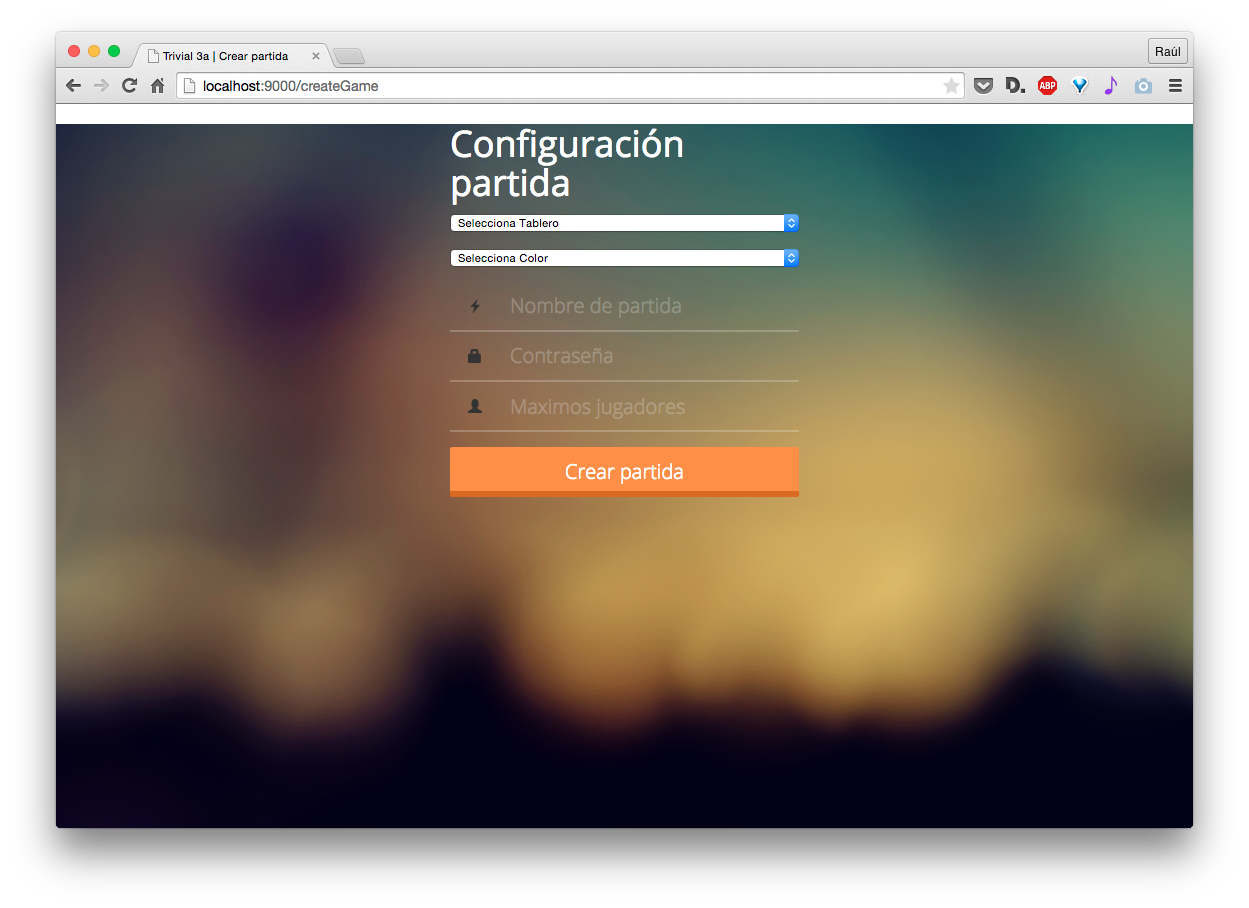 Trivial 3a | Crear partida
Raúl
localhost:9000/createGame
D.
ABP
Configuración
partida
Selecciona Tablero
Selecciona Color
Nombre de partida
Contraseña
Maximos jugadores
Crear partida